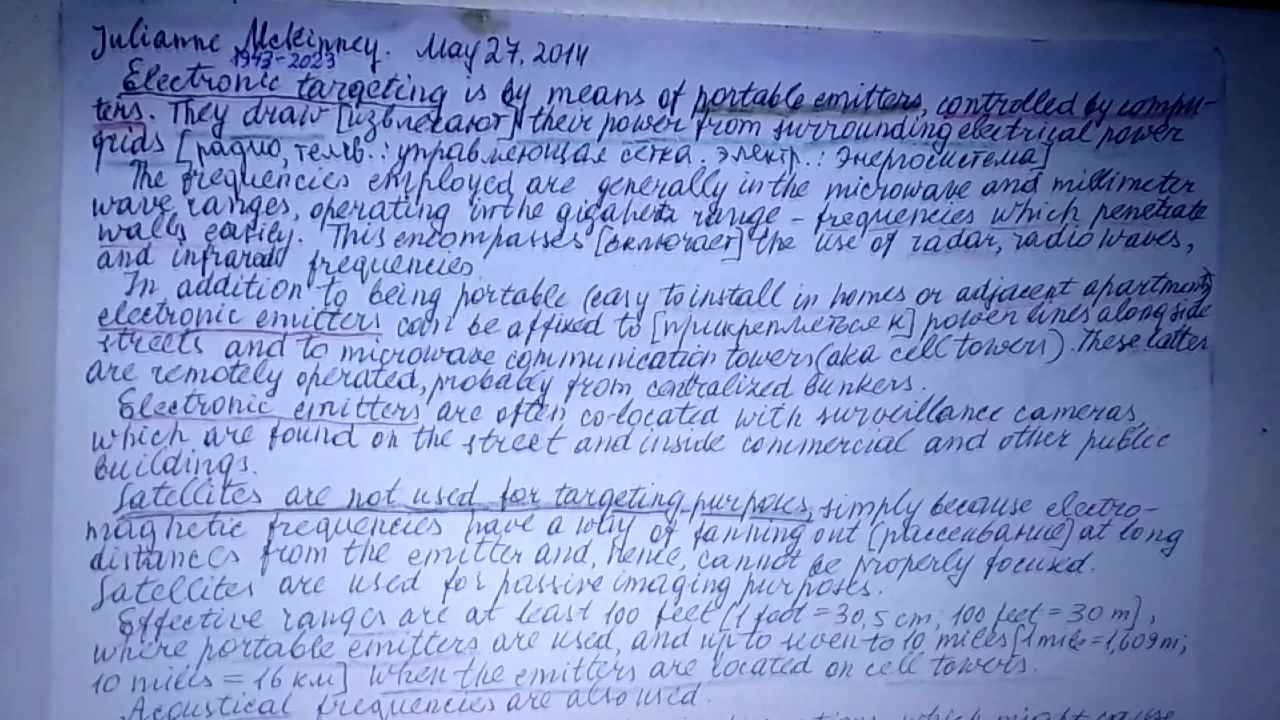 Julianne McKinney. May 27, 2014
1943-2023
Electronic targeting is by means of portable emitters, controlled by compu-
ters. They draw [извлекают] their power from surrounding electrical power
grids [радио, телев.: управляющая сетка. электр.: Энергосистема]
The frequencies employed are generally in the microwave and millimeter
wave ranges, operating in the gigahertz range – frequencies which penetrate
walls easily. This encompasses [включает] the use of radar, radio waves,
and infrared frequencies.
In addition to being portable (easy to install in homes or adjacent apartments)
electronic emitters can be affixed to [прикрепляться к] power lines alongside
streets and to microwave communication towers (aka cell towers). These latter
are remotely operated, probably from centralized bunkers.
Electronic emitters are often co-located with surveillance cameras,
which are found on the street and inside commercial and other public
buildings.
Satellites are not used for targeting purposes, simply because electro-
magnetic frequencies have a way of fanning out [рассеивание] at long
distances from the emitter and, hence, cannot be properly focused.
Satellites are used for passive imaging purposes.
Effective ranges are at least 100 feet [1 foot = 30,5 cm; 100 feet = 30 m],
where portable emitters are used, and up to seven to 10 miles [1 mile = 1,609 m;
10 miles = 16 км] when the emitters are located on cell towers.
Acoustical frequencies are also used.
which might cause